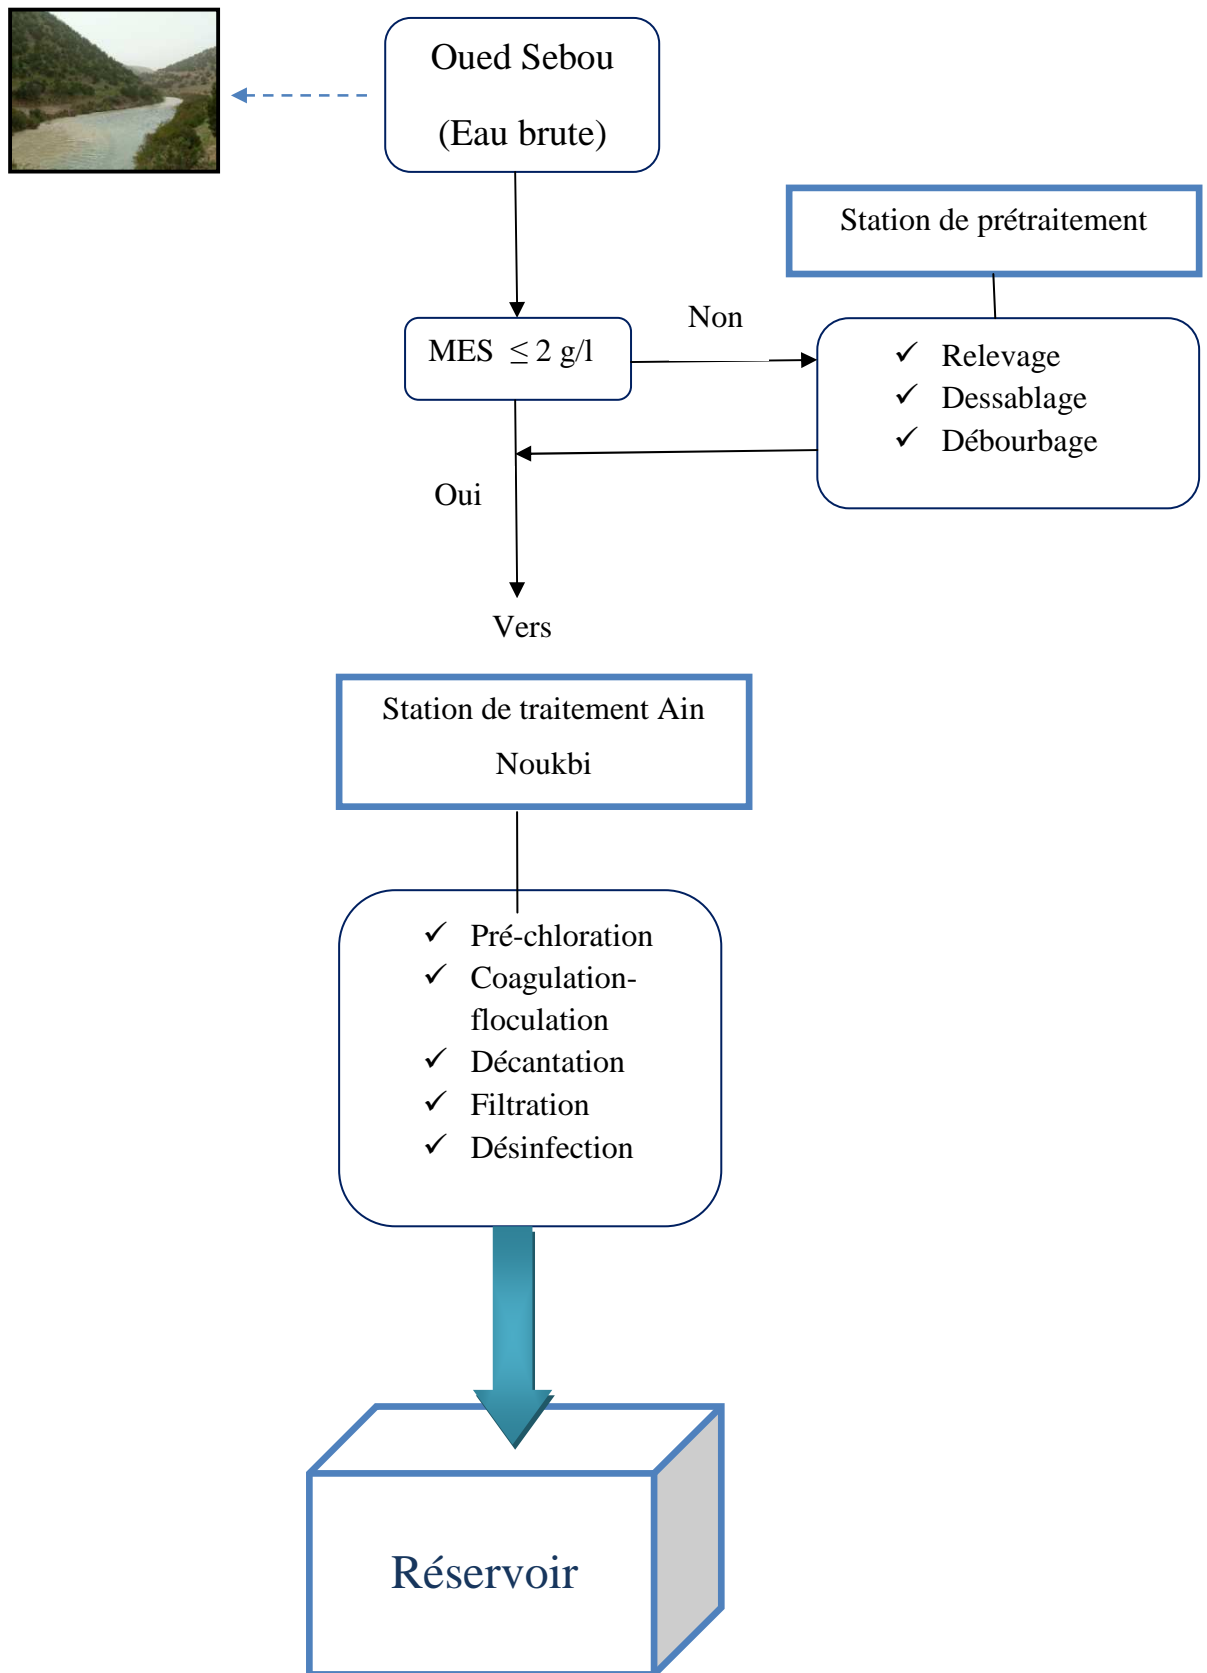 Oued Sebou
(Eau brute)
Station de prétraitement
Non
MES ≤ 2 g/l
✓ Relevage
✓ Dessablage
✓ Débourbage
Oui
Vers
Station de traitement Ain
Noukbi
✓ Pré-chloration
✓ Coagulation-
floculation
✓ Décantation
✓ Filtration
✓ Désinfection
Réservoir